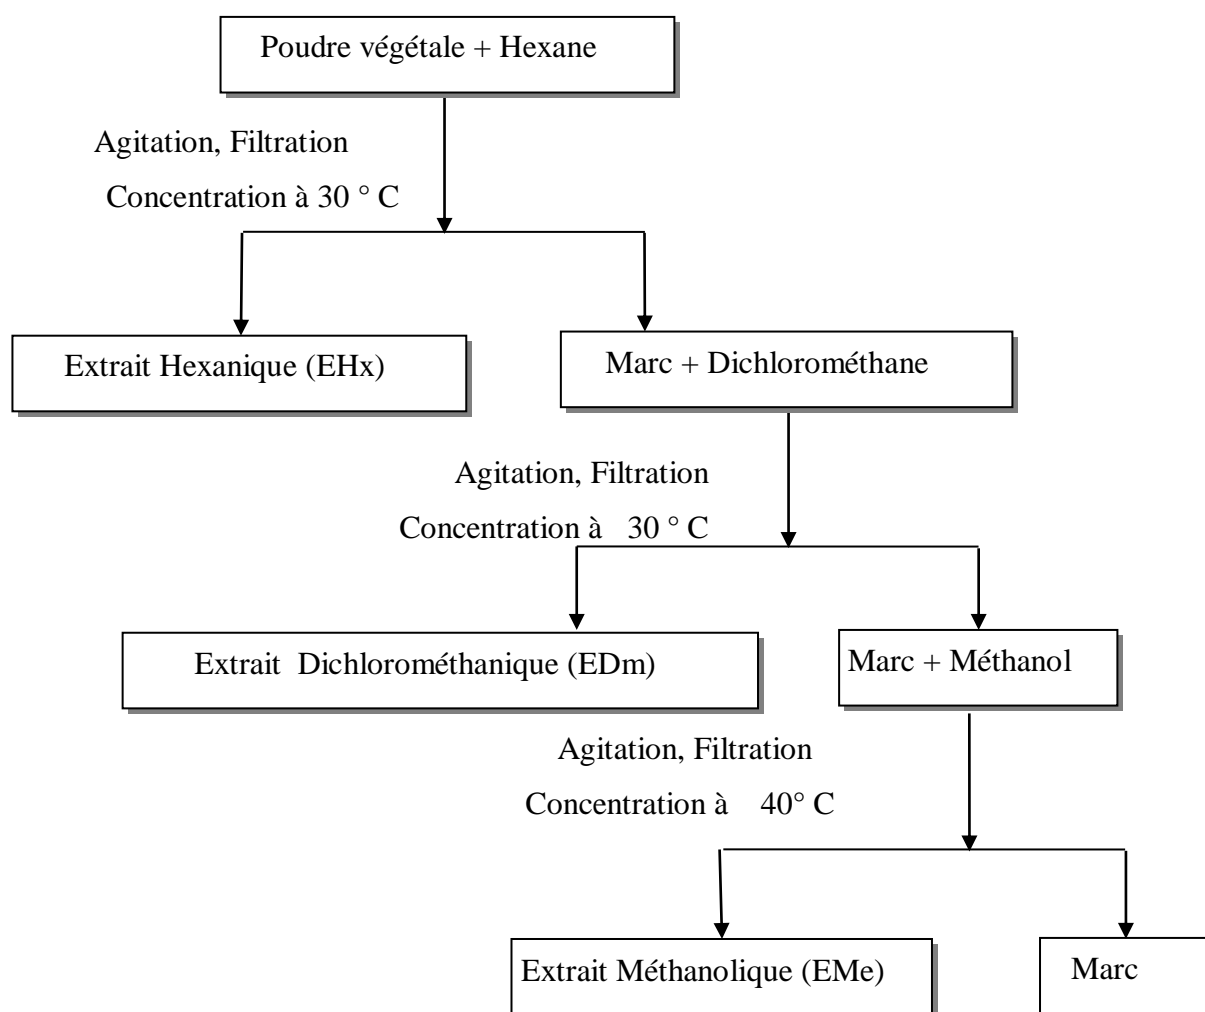 Poudre végétale + Hexane
Agitation, Filtration
Concentration à 30 ° C
Extrait Hexanique (EHx)
Marc + Dichlorométhane
Agitation, Filtration
Concentration à 30 ° C
Extrait Dichlorométhanique (EDm)
Marc + Méthanol
Agitation, Filtration
Concentration à 40° C
Extrait Méthanolique (EMe)
Marc